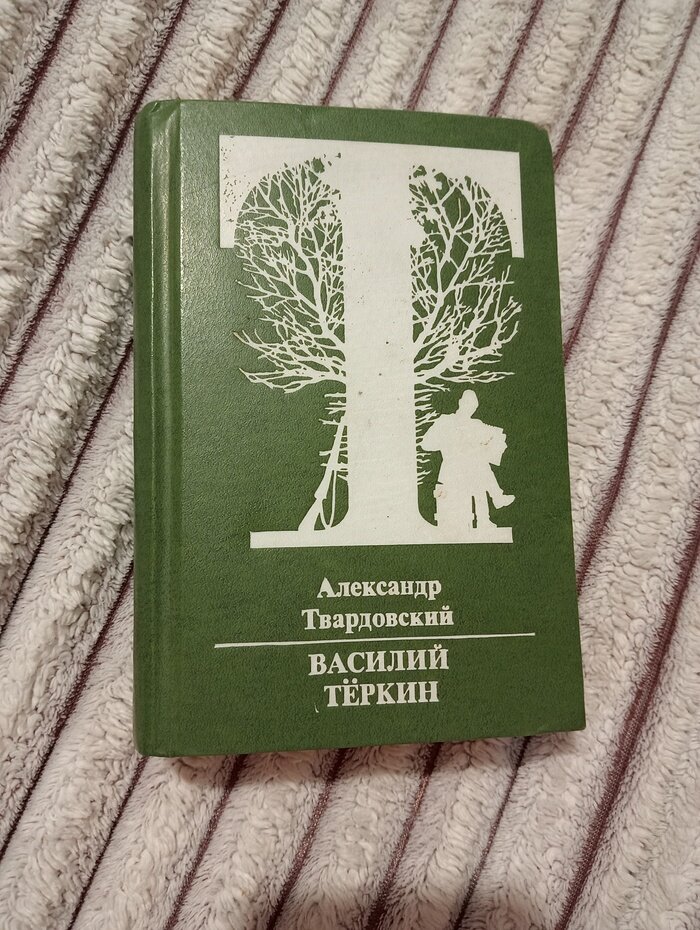 Т
Александр
Твардовский
ВАСИЛИЙ
ТЁРКИН